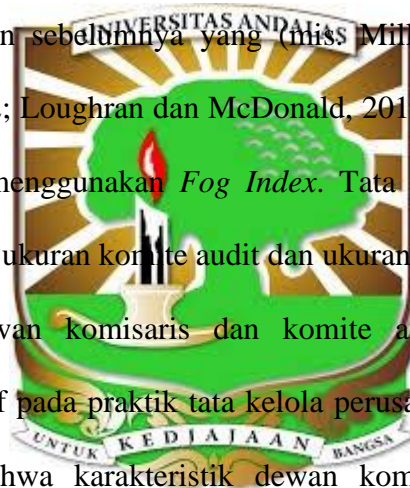 UNIVERSITAS ANDALAS
n sebelumnya yang (mis. Mill
; Loughran dan McDonald, 201
menggunakan Fog Index. Tata
ukuran komite audit dan ukuran
wan komisaris dan komite a
f pada praktik tata kelola perusa
UNTUK KEDJAJAAN BANGSA
hwa karakteristik dewan kom